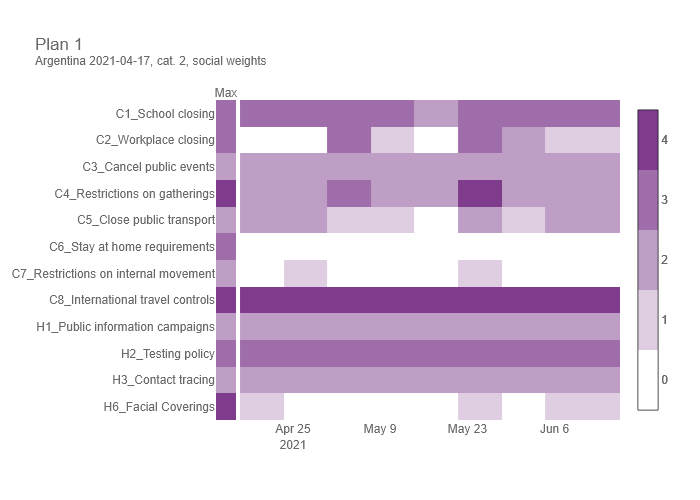 Plan 1
Argentina 2021-04-17, cat. 2, social weights
Max
C1_School closing
C2_Workplace closing
C3_Cancel public events
C4_Restrictions on gatherings
C5_Close public transport
C6_Stay at home requirements
C7_Restrictions on internal movement
C8_International travel controls
H1_Public information campaigns
H2_Testing policy
H3_Contact tracing
H6_Facial Coverings
Apr 25 May 9 May 23 Jun 6
2021
4
3
2
1
0